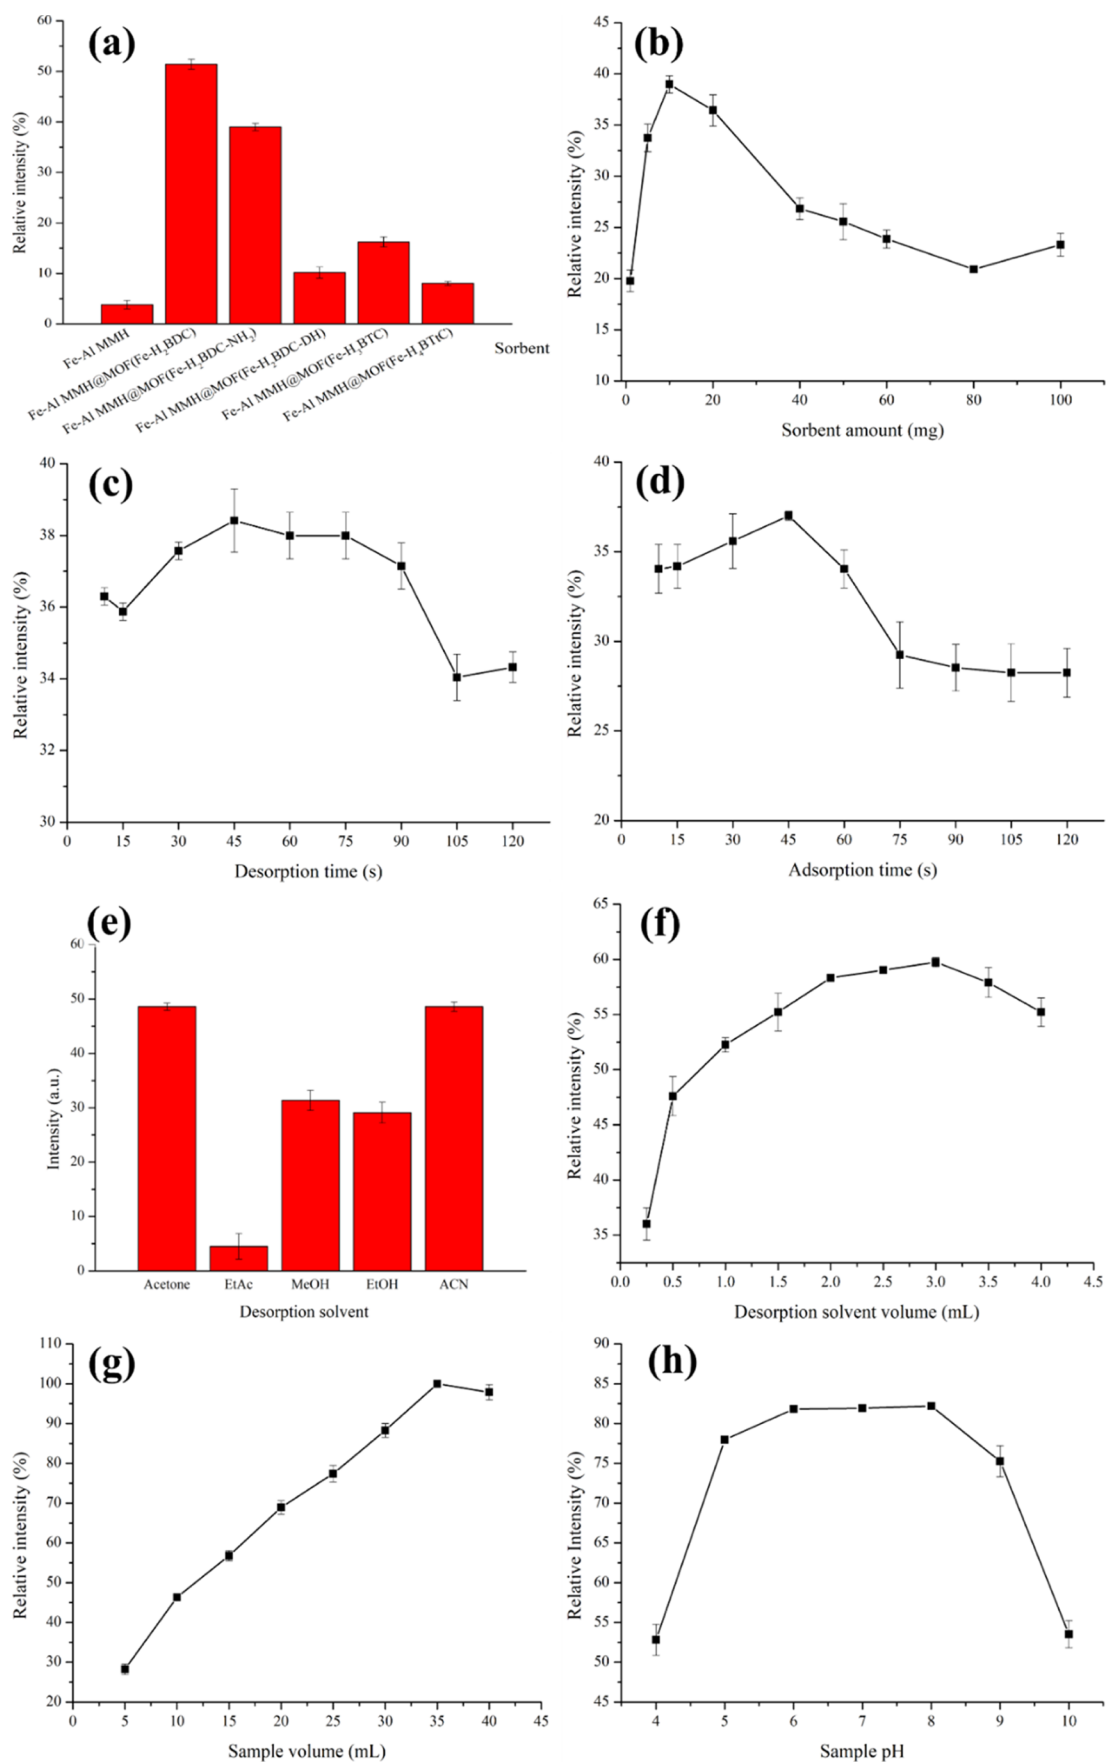 (a)
60
50
40
30
20
10
0
Relative intensity (%)
Fe-Al MMH
Fe-Al MMH@MOF(Fe-H2BDC)
Fe-Al MMH@MOF(Fe-H2BDC-NH2)
Fe-Al MMH@MOF(Fe-H2BDC-DH)
Fe-Al MMH@MOF(Fe-H3BTC)
Fe-Al MMH@MOF(Fe-H4BTtC)
Sorbent
(b)
45
40
35
30
25
20
15
10
Relative intensity (%)
0 20 40 60 80 100
Sorbent amount (mg)
(c)
40
38
36
34
32
30
Relative intensity (%)
0 15 30 45 60 75 90 105 120
Desorption time (s)
(d)
40
35
30
25
20
Relative intensity (%)
0 15 30 45 60 75 90 105 120
Adsorption time (s)
(e)
60
50
40
30
20
10
0
Intensity (a.u.)
Acetone EtAc MeOH EtOH ACN
Desorption solvent
(f)
65
60
55
50
45
40
35
Relative intensity (%)
0.0 0.5 1.0 1.5 2.0 2.5 3.0 3.5 4.0 4.5
Desorption solvent volume (mL)
(g)
110
100
90
80
70
60
50
40
30
20
Relative intensity (%)
0 5 10 15 20 25 30 35 40 45
Sample volume (mL)
(h)
90
85
80
75
70
65
60
55
50
45
Relative Intensity (%)
4 5 6 7 8 9 10
Sample pH